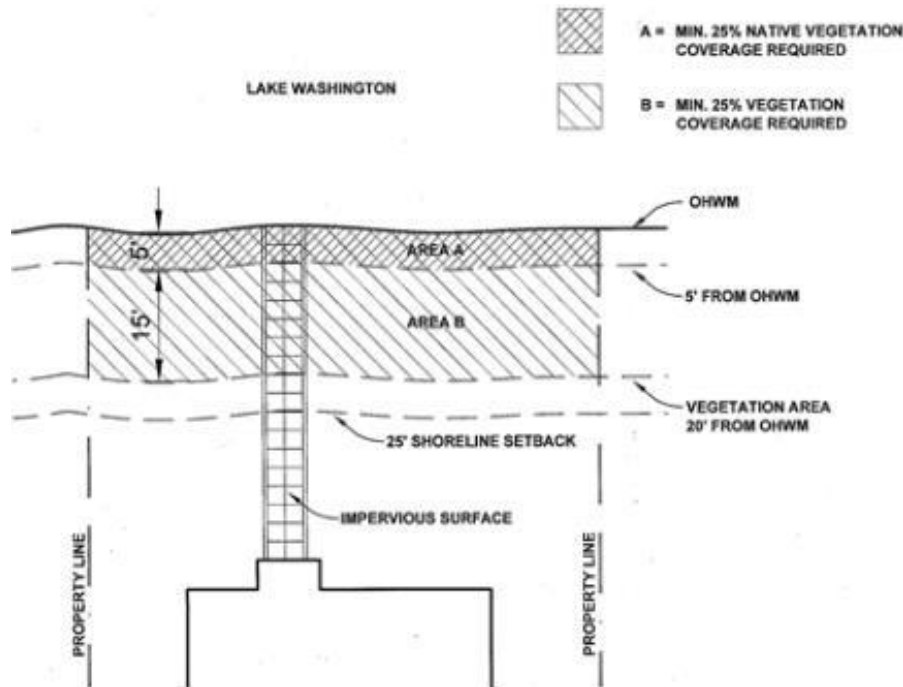 A = MIN. 25% NATIVE VEGETATION
COVERAGE REQUIRED
LAKE WASHINGTON
B = MIN. 25% VEGETATION
COVERAGE REQUIRED
OHWM
5'
AREA A
5' FROM OHWM
15'
AREA B
VEGETATION AREA
20' FROM OHWM
25' SHORELINE SETBACK
IMPERVIOUS SURFACE
PROPERTY LINE
PROPERTY LINE